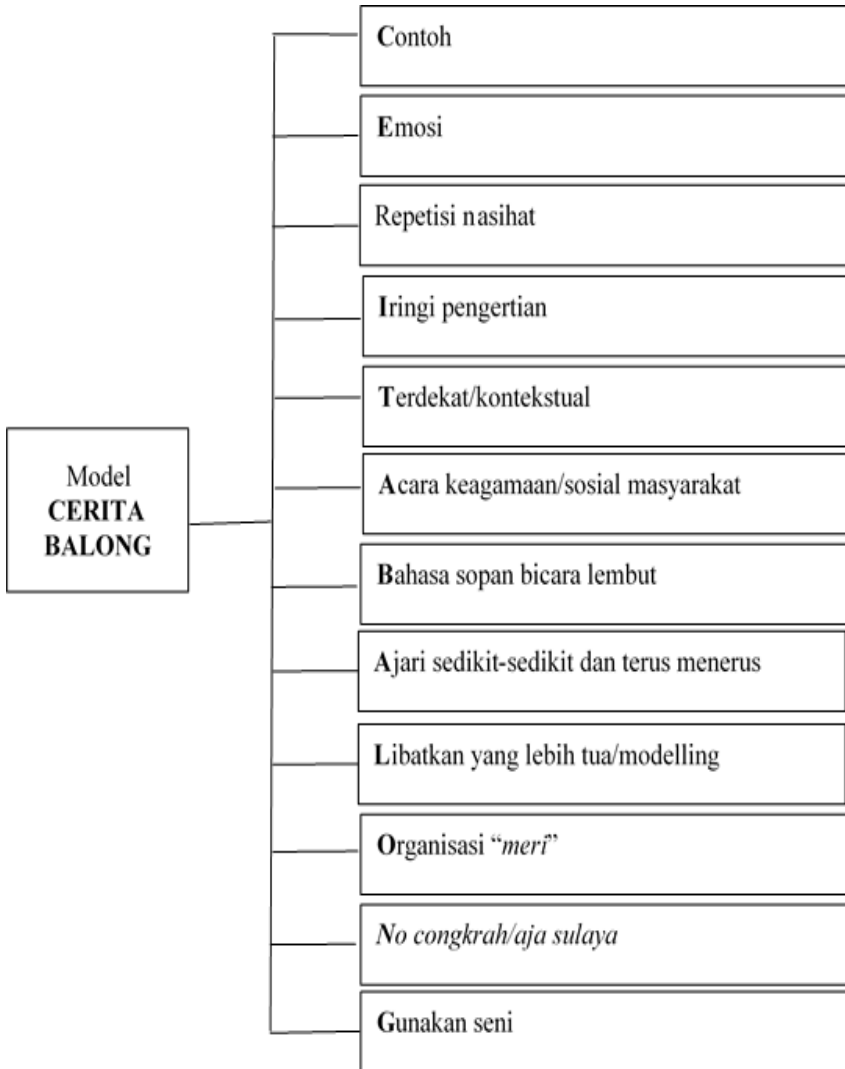 Contoh
Emosi
Repetisi nasihat
Iringi pengertian
Terdekat/kontekstual
Model
CERITA
BALONG
Acara keagamaan/sosial masyarakat
Bahasa sopan bicara lembut
Ajari sedikit-sedikit dan terus menerus
Libatkan yang lebih tua/modelling
Organisasi “meri”
No congkrah/aja sulaya
Gunakan seni